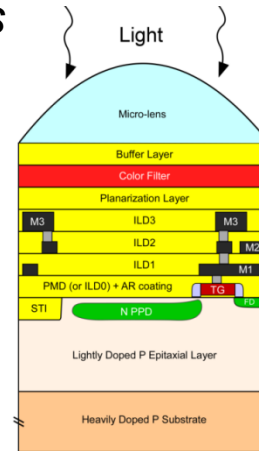 s
Light
Micro-lens
Buffer Layer
Color Filter
Planarization Layer
M3 ILD3 M3
ILD2 M2
ILD1 M1
PMD (or ILD0) + AR coating TG
STI N PPD FD
Lightly Doped P Epitaxial Layer
Heavily Doped P Substrate